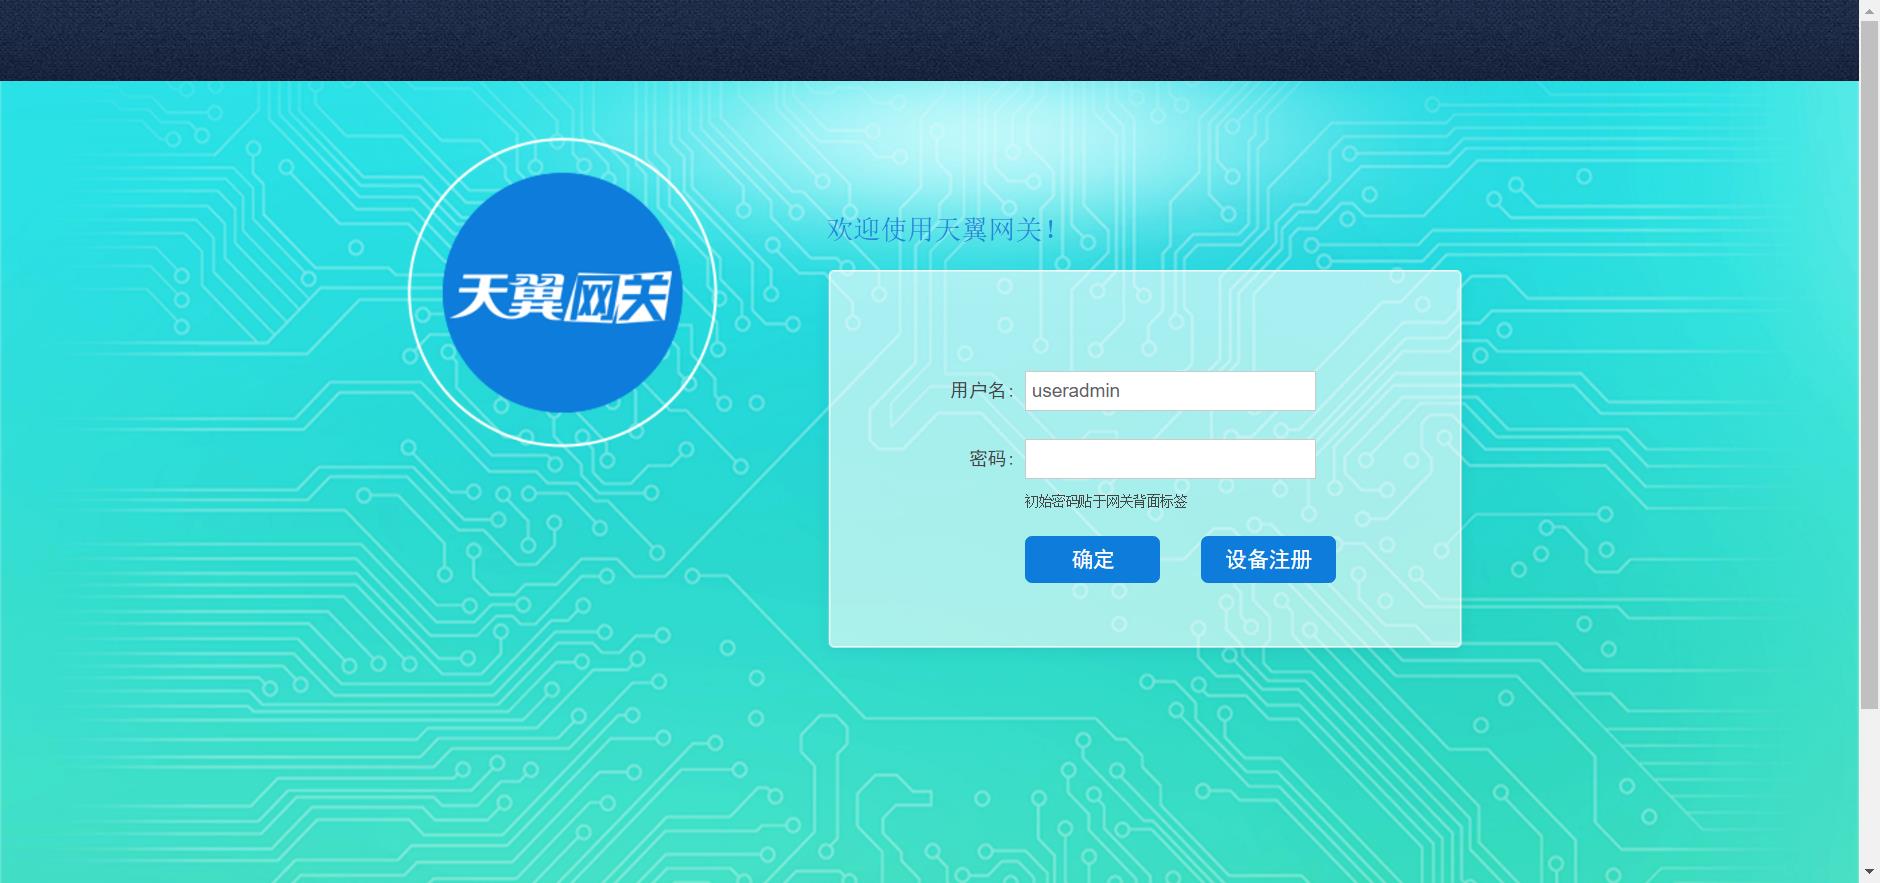 天翼网关
欢迎使用天翼网关！
用户名： useradmin
密码：
初始密码贴于网关背面标签
确定 设备注册